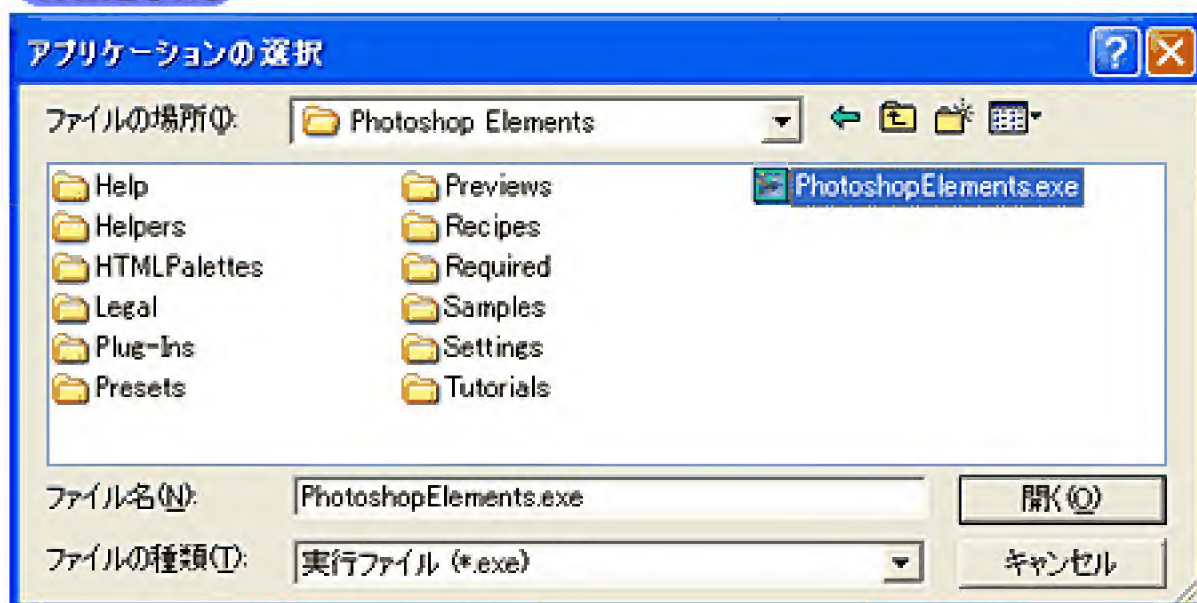 アプリケーションの選択
ファイルの場所(I):
Photoshop Elements
Help
Helpers
HTMLPalettes
Legal
Plug-Ins
Presets
Previews
Recipes
Required
Samples
Settings
Tutorials
PhotoshopElements.exe
ファイル名(N):
PhotoshopElements.exe
開く(O)
ファイルの種類(T):
実行ファイル (*.exe)
キャンセル